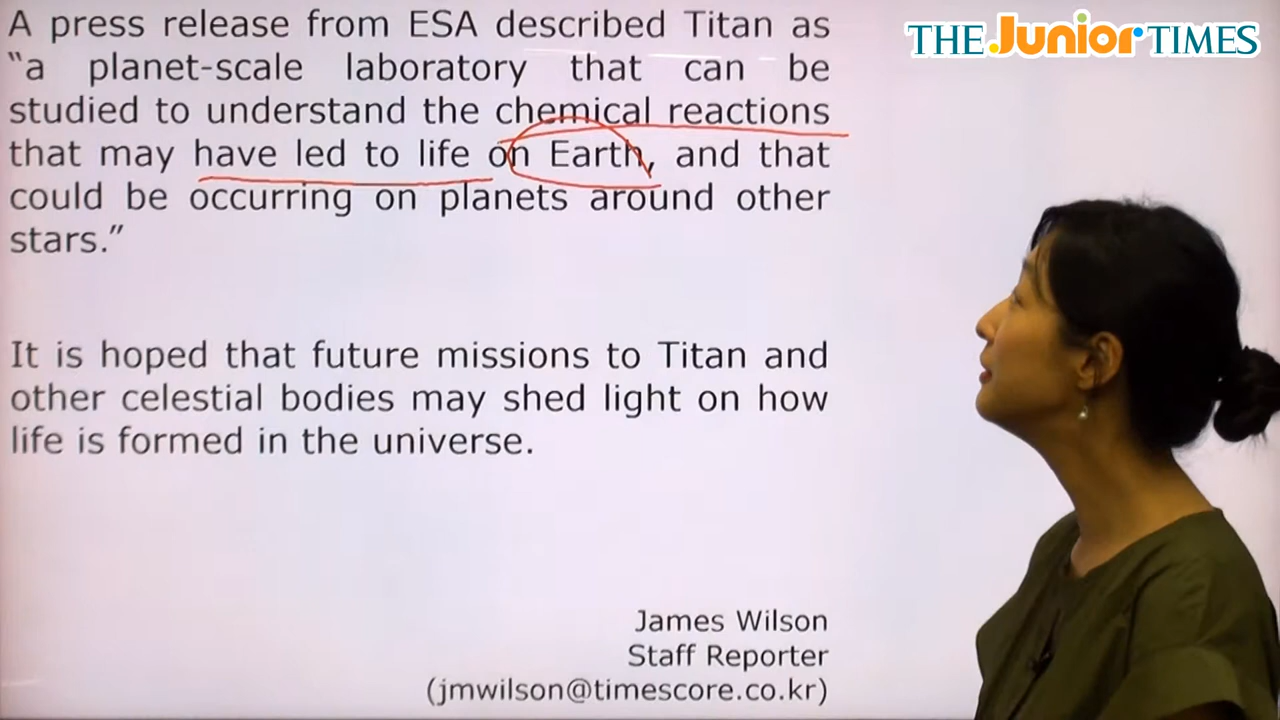 A press release from ESA described Titan as
“a planet-scale laboratory that can be
studied to understand the chemical reactions
that may have led to life on Earth, and that
could be occurring on planets around other
stars.”
It is hoped that future missions to Titan and
other celestial bodies may shed light on how
life is formed in the universe.
James Wilson
Staff Reporter
(jmwilson@timescore.co.kr)
THE Junior TIMES